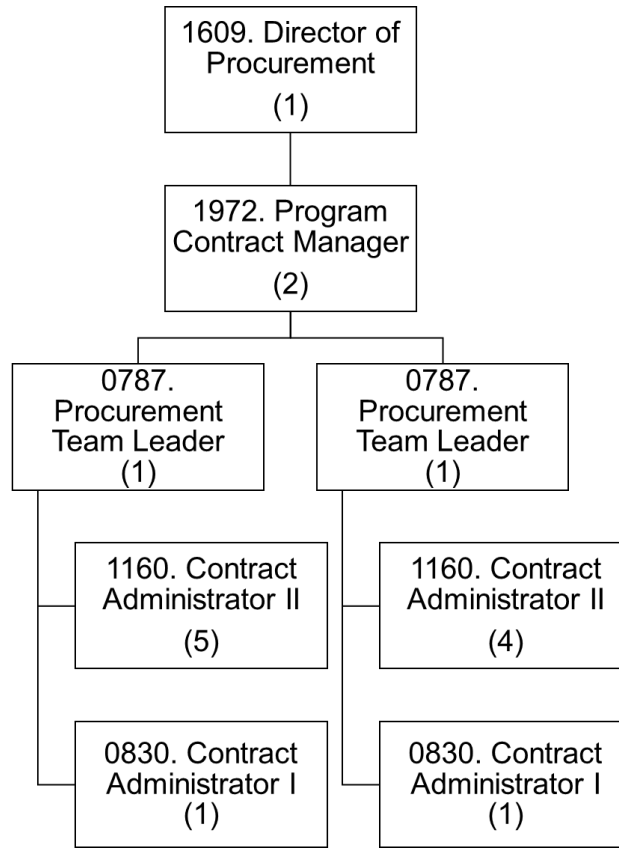 1609. Director of
Procurement
(1)
1972. Program
Contract Manager
(2)
0787.
Procurement
Team Leader
(1)
1160. Contract
Administrator II
(5)
0830. Contract
Administrator I
(1)
0787.
Procurement
Team Leader
(1)
1160. Contract
Administrator II
(4)
0830. Contract
Administrator I
(1)